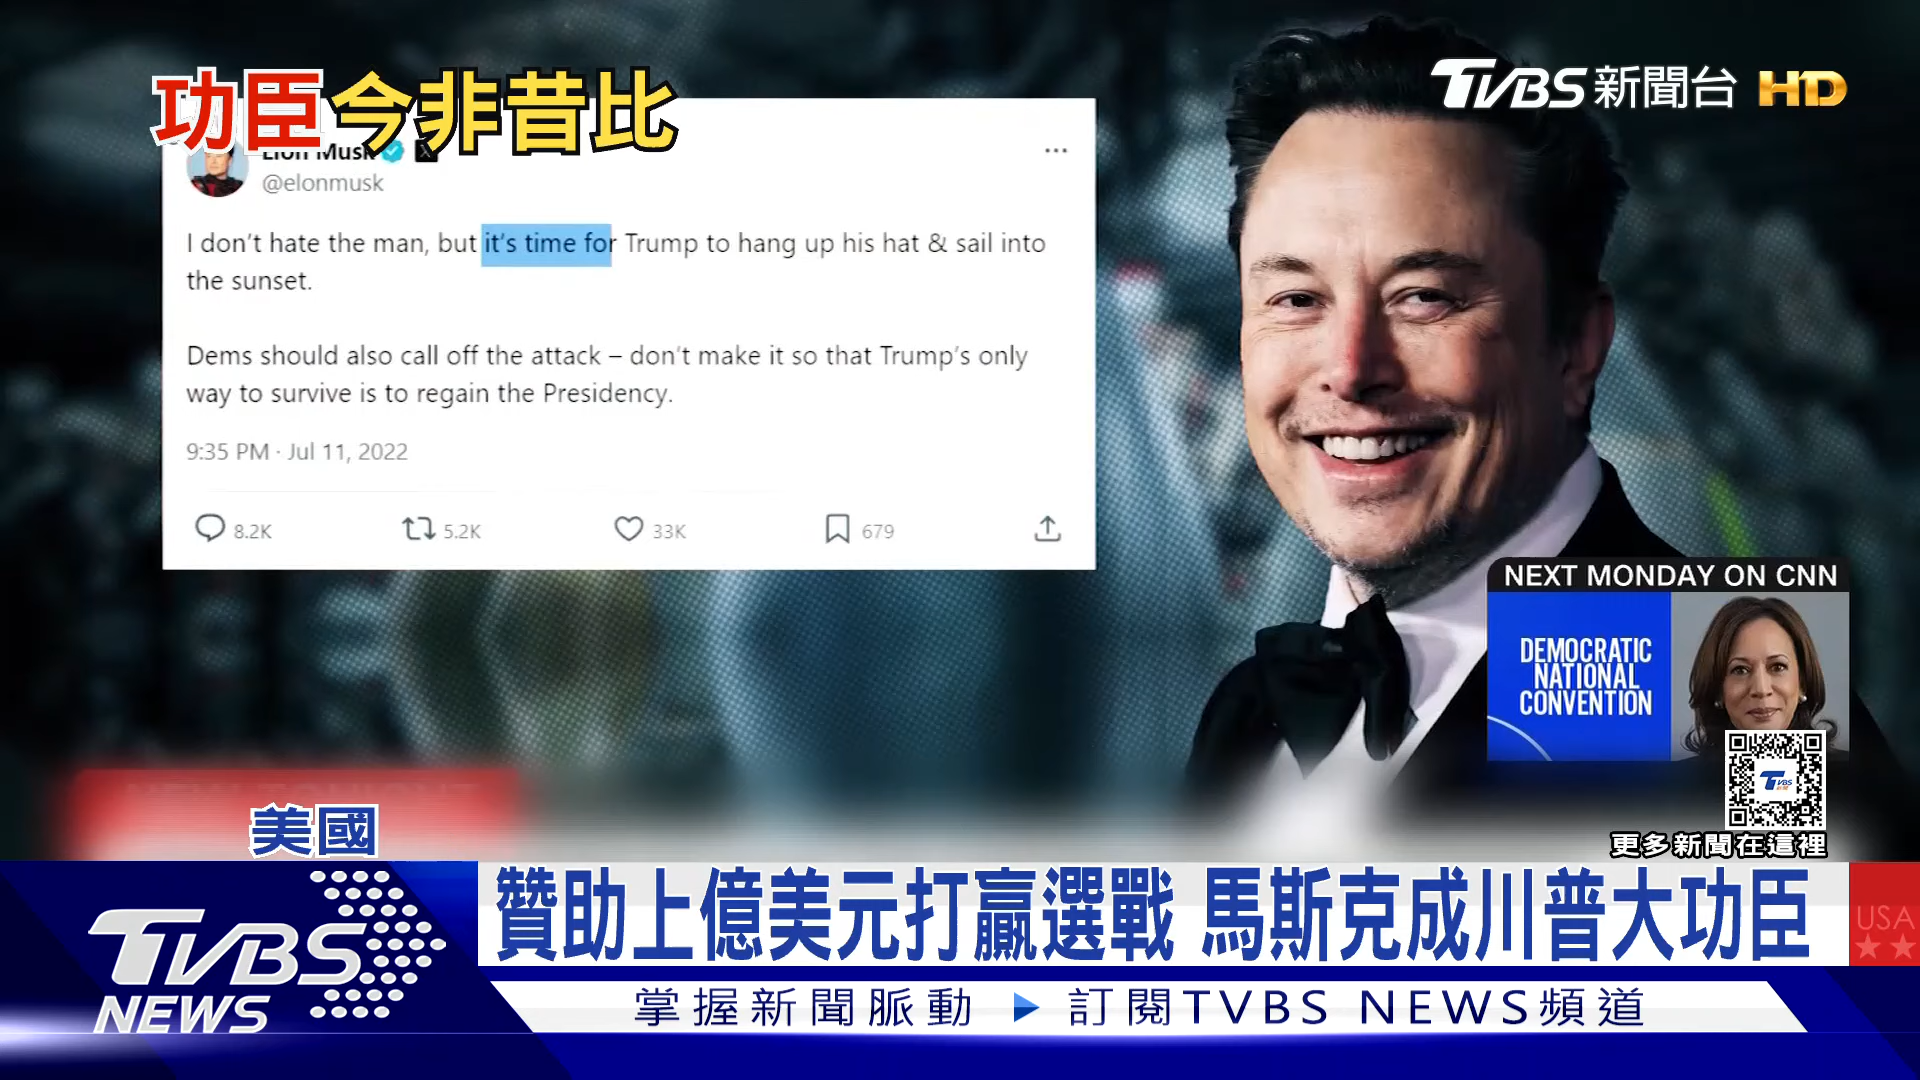 功臣今非昔比
TVBS新聞台 HD
Elon Musk
@elonmusk
I don't hate the man, but it's time for Trump to hang up his hat & sail into
the sunset.
Dems should also call off the attack – don't make it so that Trump's only
way to survive is to regain the Presidency.
9:35 PM · Jul 11, 2022
8.2K 5.2K 33K 679
NEXT MONDAY ON CNN
DEMOCRATIC
NATIONAL
CONVENTION
TVBS
新聞
更多新聞在這裡
美國
贊助上億美元打贏選戰 馬斯克成川普大功臣
USA
TVBS
NEWS
掌握新聞脈動 ▶ 訂閱TVBS NEWS頻道